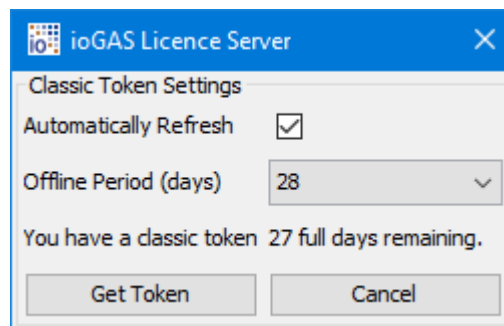 io
ioGAS Licence Server
Classic Token Settings
Automatically Refresh
Offline Period (days) 28
You have a classic token 27 full days remaining.
Get Token Cancel